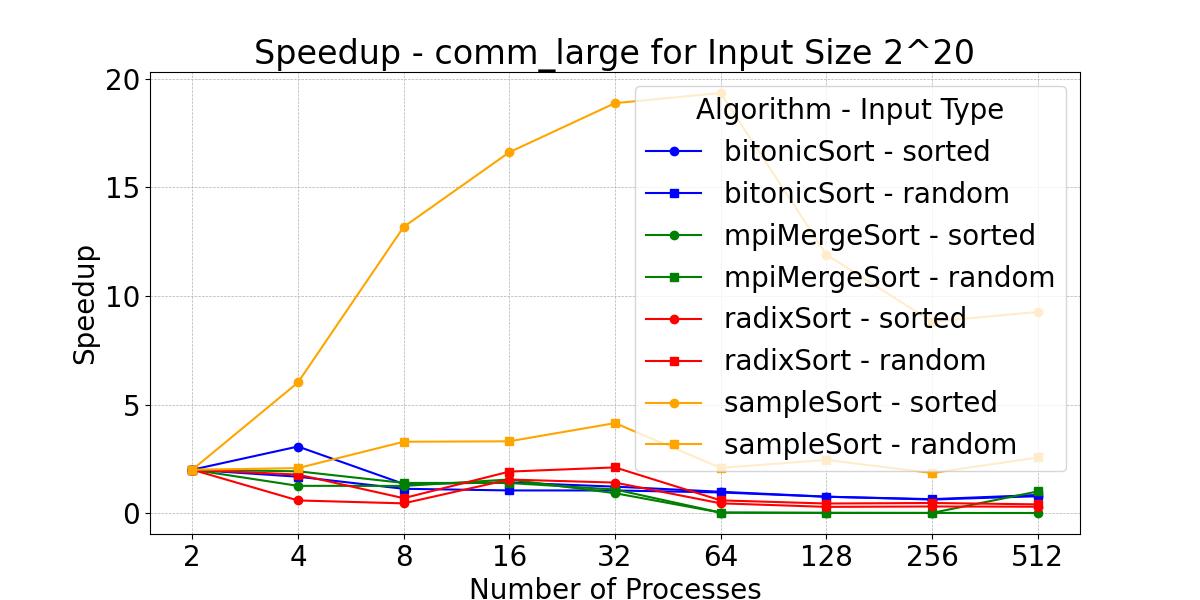 Speedup - comm_large for Input Size 2^20
Speedup
20
15
10
5
0
Algorithm - Input Type
bitonicSort - sorted
bitonicSort - random
mpiMergeSort - sorted
mpiMergeSort - random
radixSort - sorted
radixSort - random
sampleSort - sorted
sampleSort - random
2 4 8 16 32 64 128 256 512
Number of Processes